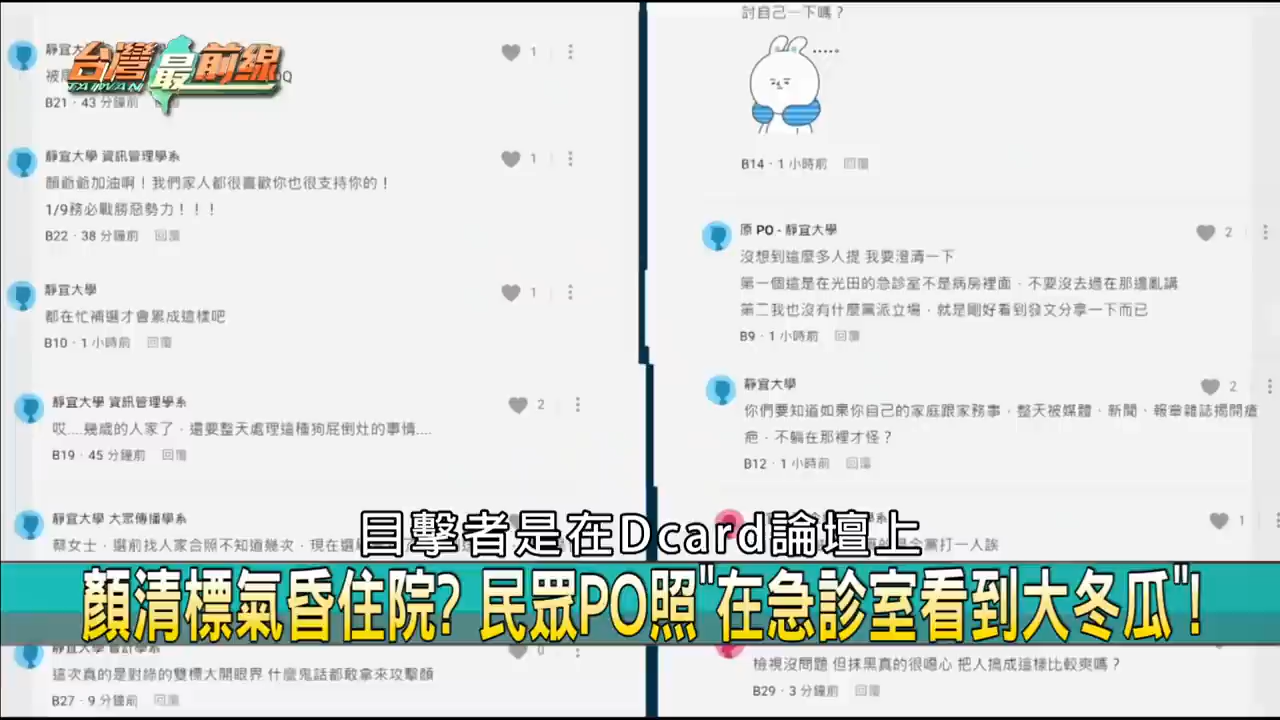 台灣最前線
TAIWAN
B21．43 分鐘前
靜宜大學 資訊管理學系
1
顏爺爺加油啊！我們家人都很喜歡你也很支持你的！
1/9務必戰勝惡勢力！！！
B22．38 分鐘前 回覆
靜宜大學
1
都在忙補選才會累成這樣吧
B10．1 小時前 回覆
靜宜大學 資訊管理學系
2
哎....幾歲的人家了，還要整天處理這種狗屁倒灶的事情....
B19．45 分鐘前 回覆
靜宜大學 大眾傳播學系
蔡女士，選前找人家合照不知道幾次，現在選
這次真的是對綠的雙標大開眼界 什麼鬼話都敢拿來攻擊顏
B27．9 分鐘前 回覆
討自己一下嗎？
B14．1 小時前 回覆
原 PO - 靜宜大學
2
沒想到這麼多人提 我要澄清一下
第一個這是在光田的急診室不是病房裡面，不要沒去過在那邊亂講
第二我也沒有什麼黨派立場，就是剛好看到發文分享一下而已
B9．1 小時前 回覆
靜宜大學
2
你們要知道如果你自己的家庭跟家務事，整天被媒體、新聞、報章雜誌揭開瘡
疤，不躺在那裡才怪？
B12．1 小時前 回覆
1
黨打一人誒
檢視沒問題 但抹黑真的很噁心 把人搞成這樣比較爽嗎？
B29．3 分鐘前 回覆
目擊者是在Dcard論壇上
顏清標氣昏住院? 民眾PO照"在急診室看到大冬瓜"!